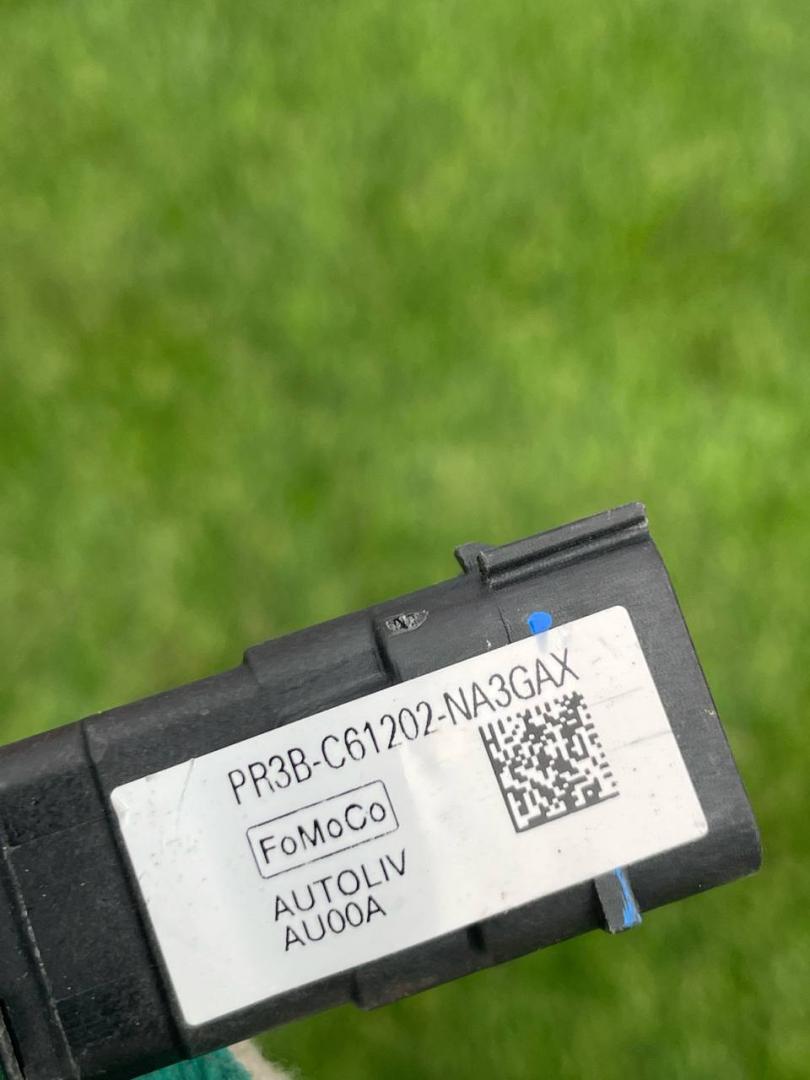 PR3B-C61202-NA3GAX
FoMoCo
AUTOLIV
AU00A